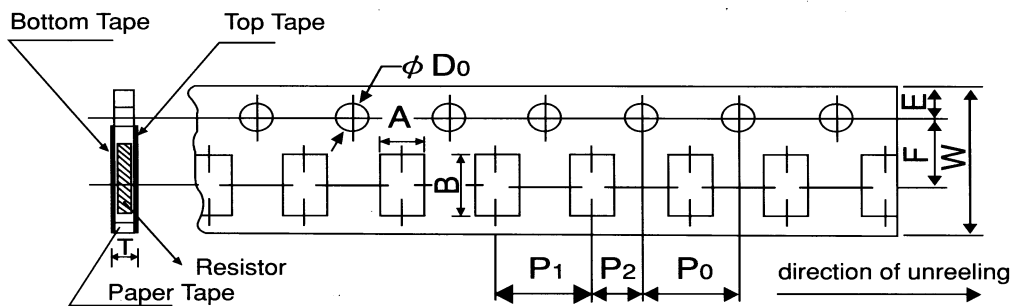 Bottom Tape
Top Tape
ϕ D0
A
B
E
F
W
T
Resistor
Paper Tape
P1
P2
P0
direction of unreeling